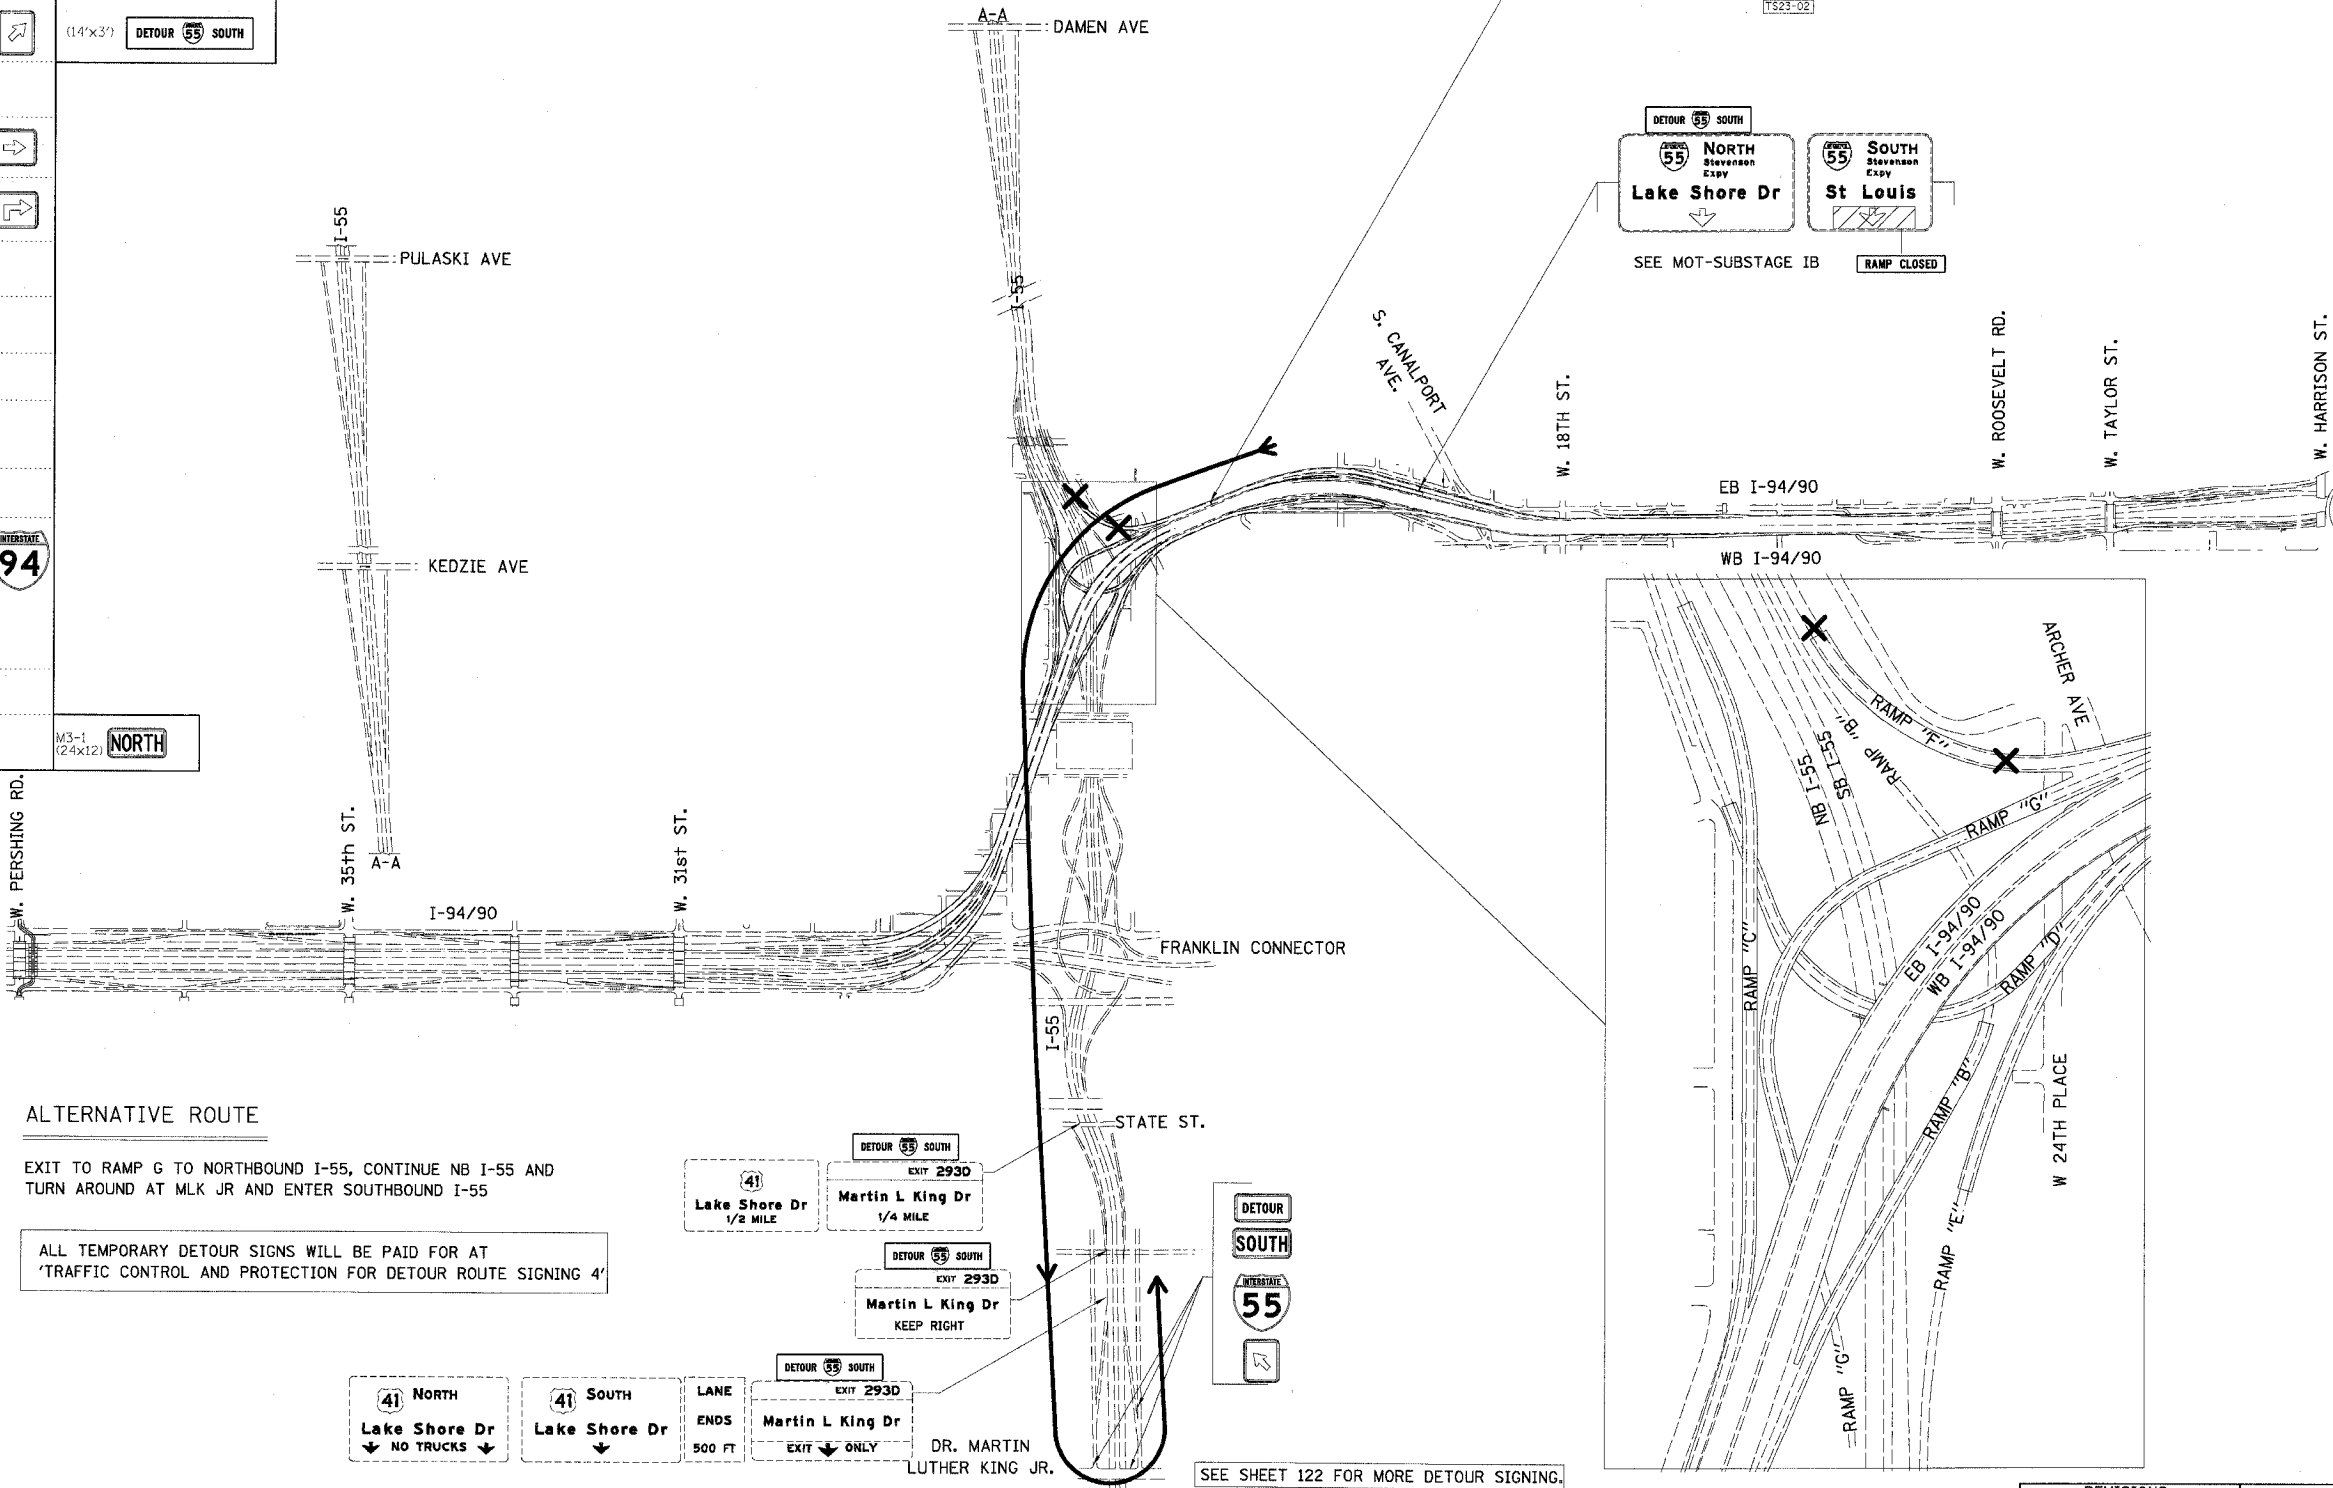 (14'x3')
DETOUR INTERSTATE 55 SOUTH
TS23-02
A-A
DAMEN AVE
I-55
PULASKI AVE
I-55
KEDZIE AVE
A-A
INTERSTATE
94
M3-1
(24x12)
NORTH
DETOUR 55 SOUTH
55 NORTH
Stevenson
Expy
Lake Shore Dr
55 SOUTH
Stevenson
Expy
St Louis
SEE MOT-SUBSTAGE IB
RAMP CLOSED
S. CANALPORT
AVE.
W. 18TH ST.
W. ROOSEVELT RD.
W. TAYLOR ST.
W. HARRISON ST.
EB I-94/90
WB I-94/90
W. PERSHING RD.
W. 35th ST.
W. 31st ST.
I-94/90
FRANKLIN CONNECTOR
I-55
STATE ST.
ARCHER AVE
RAMP "F"
RAMP "B"
SB I-55
NB I-55
RAMP "G"
RAMP "C"
EB I-94/90
WB I-94/90
RAMP "D"
RAMP "B"
W 24TH PLACE
RAMP "E"
RAMP "G"
ALTERNATIVE ROUTE
EXIT TO RAMP G TO NORTHBOUND I-55, CONTINUE NB I-55 AND
TURN AROUND AT MLK JR AND ENTER SOUTHBOUND I-55
ALL TEMPORARY DETOUR SIGNS WILL BE PAID FOR AT
'TRAFFIC CONTROL AND PROTECTION FOR DETOUR ROUTE SIGNING 4'
41
Lake Shore Dr
1/2 MILE
DETOUR 55 SOUTH
EXIT 293D
Martin L King Dr
1/4 MILE
DETOUR 55 SOUTH
EXIT 293D
Martin L King Dr
KEEP RIGHT
DETOUR
SOUTH
INTERSTATE
55
41 NORTH
Lake Shore Dr
NO TRUCKS
41 SOUTH
Lake Shore Dr
LANE
ENDS
500 FT
DETOUR 55 SOUTH
EXIT 293D
Martin L King Dr
EXIT ONLY
DR. MARTIN
LUTHER KING JR.
SEE SHEET 122 FOR MORE DETOUR SIGNING.